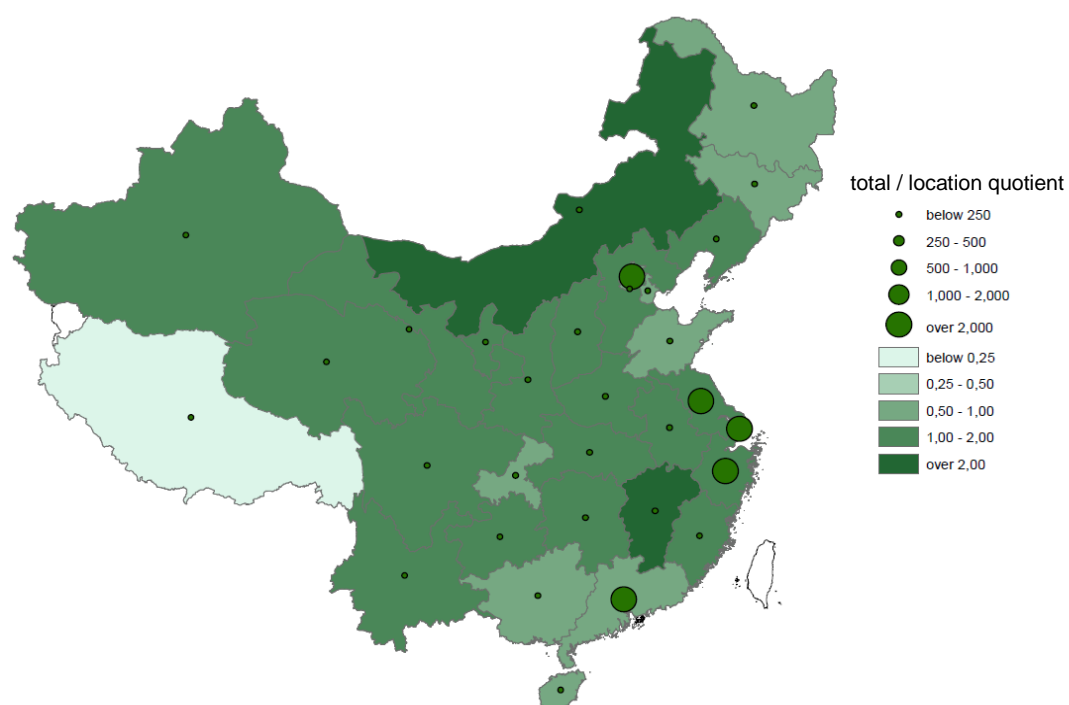 total / location quotient
below 250
250 - 500
500 - 1,000
1,000 - 2,000
over 2,000
below 0,25
0,25 - 0,50
0,50 - 1,00
1,00 - 2,00
over 2,00